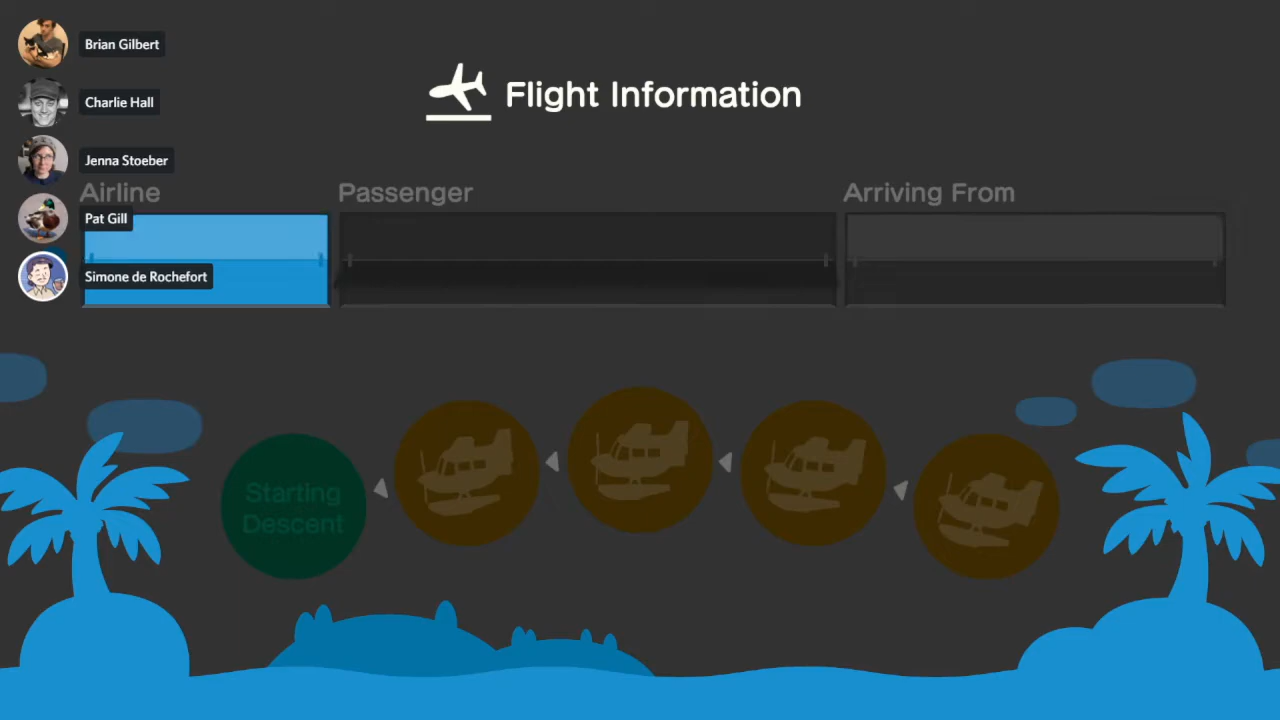 Brian Gilbert
Charlie Hall
Jenna Stoeber
Pat Gill
Simone de Rochefort
Flight Information
Airline
Passenger
Arriving From
Starting
Descent